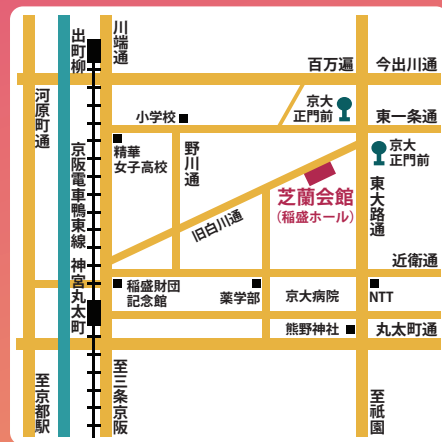 出町柳
川端通
百万遍
今出川通
河原町通
小学校
京大
正門前
東一条通
精華
女子高校
野川通
京大
正門前
京阪電車鴨東線
芝蘭会館
(稲盛ホール)
東大路通
旧白川通
近衛通
神宮丸太町
稲盛財団
記念館
薬学部
京大病院
NTT
熊野神社
丸太町通
至京都駅
至三条京阪
至祇園